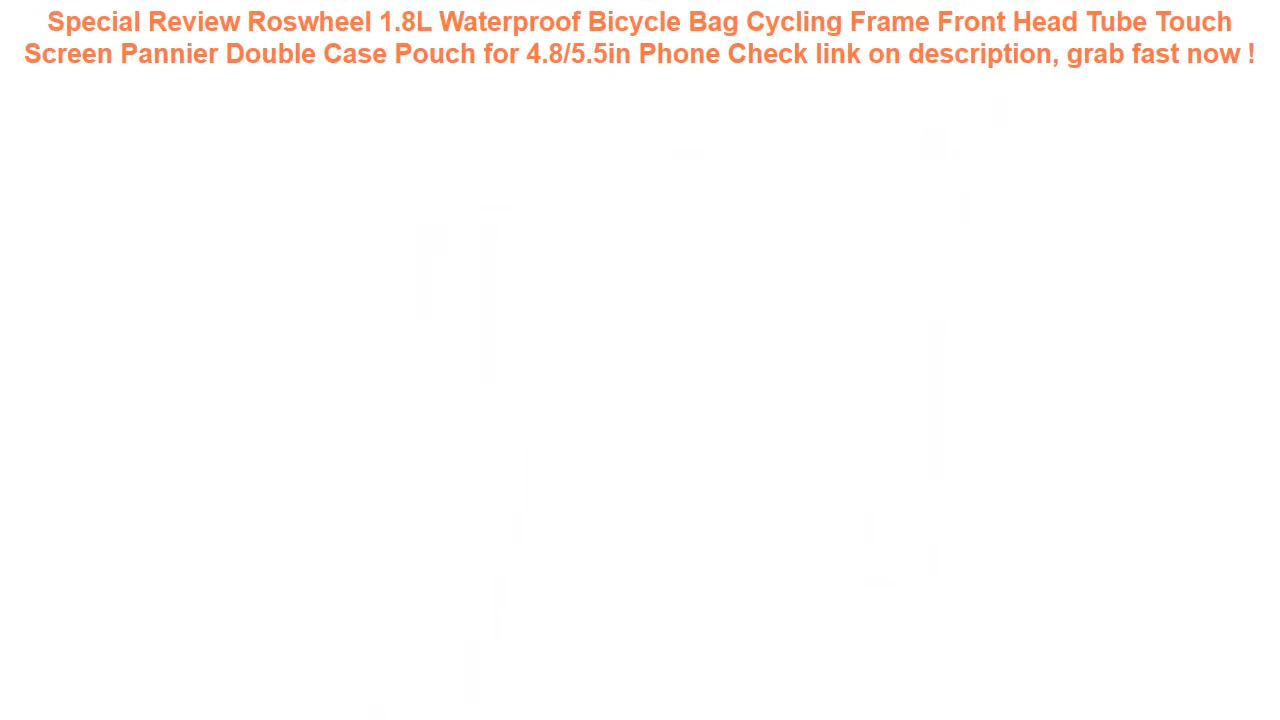 Special Review Roswheel 1.8L Waterproof Bicycle Bag Cycling Frame Front Head Tube Touch
Screen Pannier Double Case Pouch for 4.8/5.5in Phone Check link on description, grab fast now !